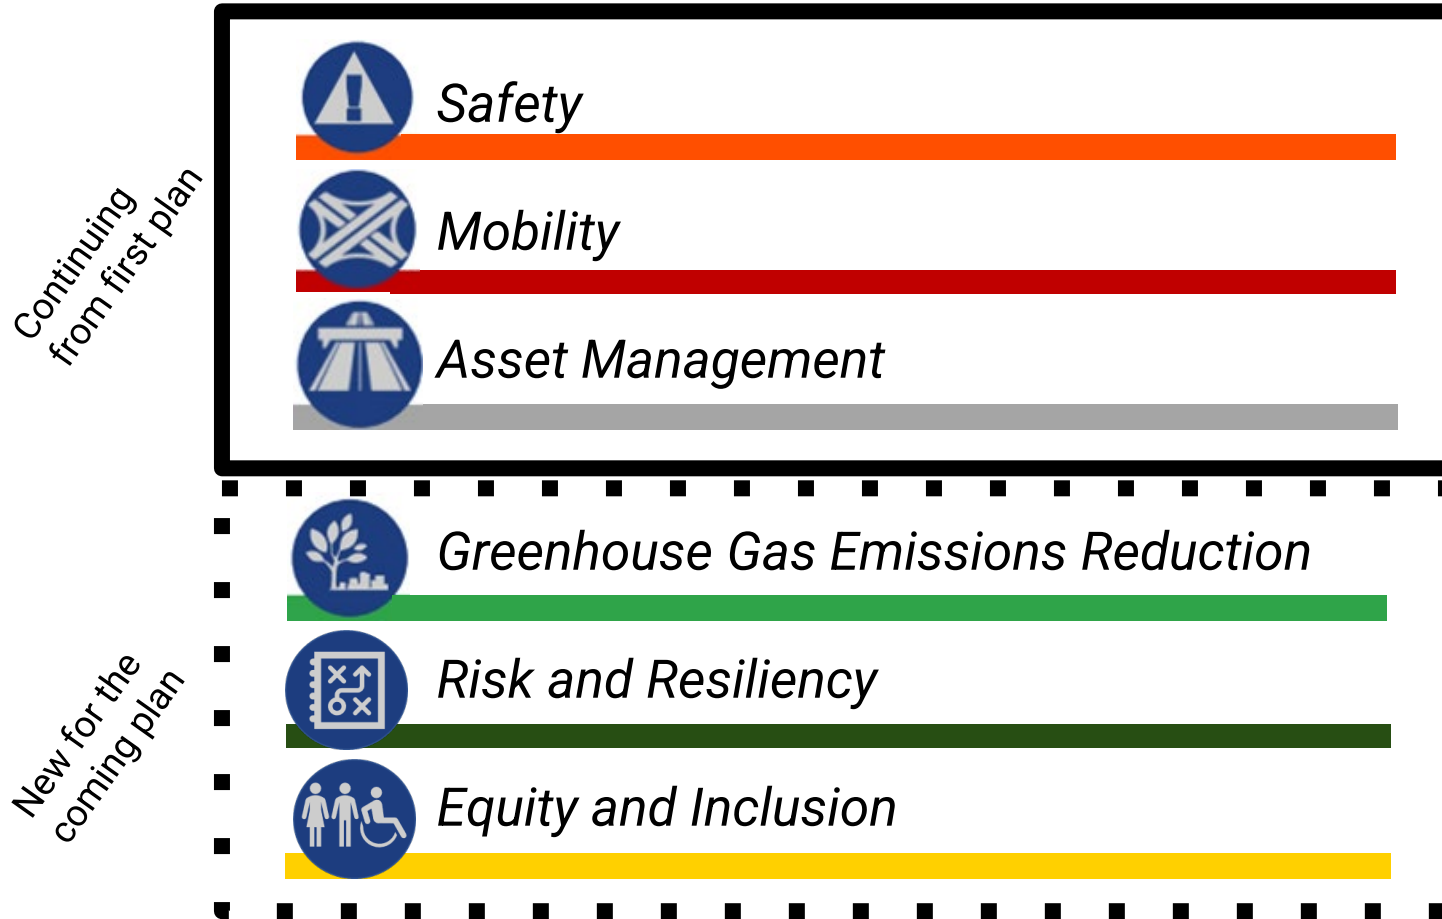 Continuing
from first plan
Safety
Mobility
Asset Management
New for the
coming plan
Greenhouse Gas Emissions Reduction
Risk and Resiliency
Equity and Inclusion